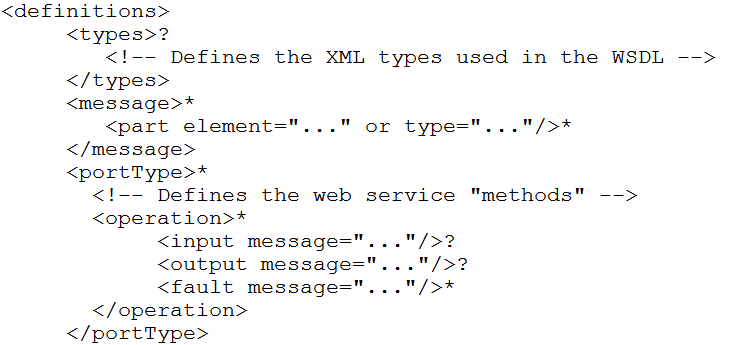 <definitions>
<types>?
<!-- Defines the XML types used in the WSDL -->
</types>
<message>*
<part element="..." or type="..."/>*
</message>
<portType>*
<!-- Defines the web service "methods" -->
<operation>*
<input message="..."/>?
<output message="..."/>?
<fault message="..."/>*
</operation>
</portType>